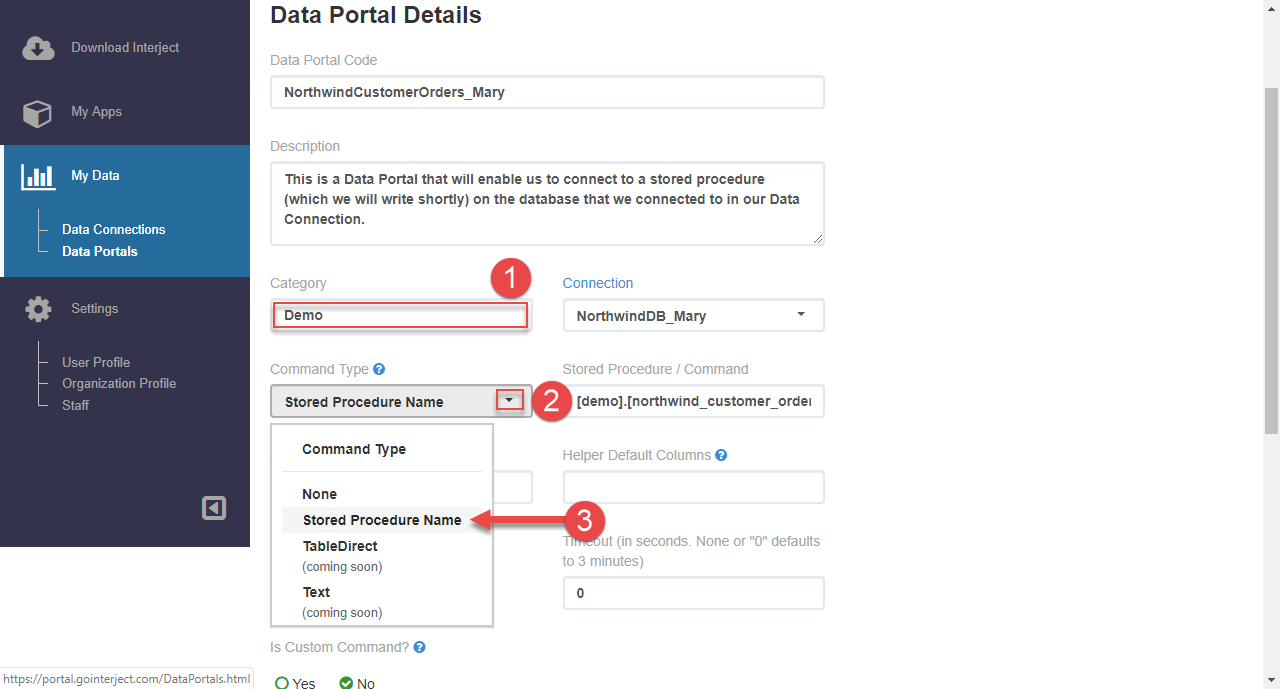 Data Portal Details
Download Interject
My Apps
My Data
Data Connections
Data Portals
Settings
User Profile
Organization Profile
Staff
Data Portal Code
NorthwindCustomerOrders_Mary
Description
This is a Data Portal that will enable us to connect to a stored procedure
(which we will write shortly) on the database that we connected to in our Data
Connection.
Category
1
Connection
Demo
NorthwindDB_Mary
Command Type ?
Stored Procedure / Command
Stored Procedure Name
2
[demo].[northwind_customer_order
Command Type
Helper Default Columns ?
None
Stored Procedure Name
3
TableDirect
(coming soon)
Text
(coming soon)
Timeout (in seconds. None or "0" defaults
to 3 minutes)
0
Is Custom Command? ?
Yes
No
https://portal.gointerject.com/DataPortals.html